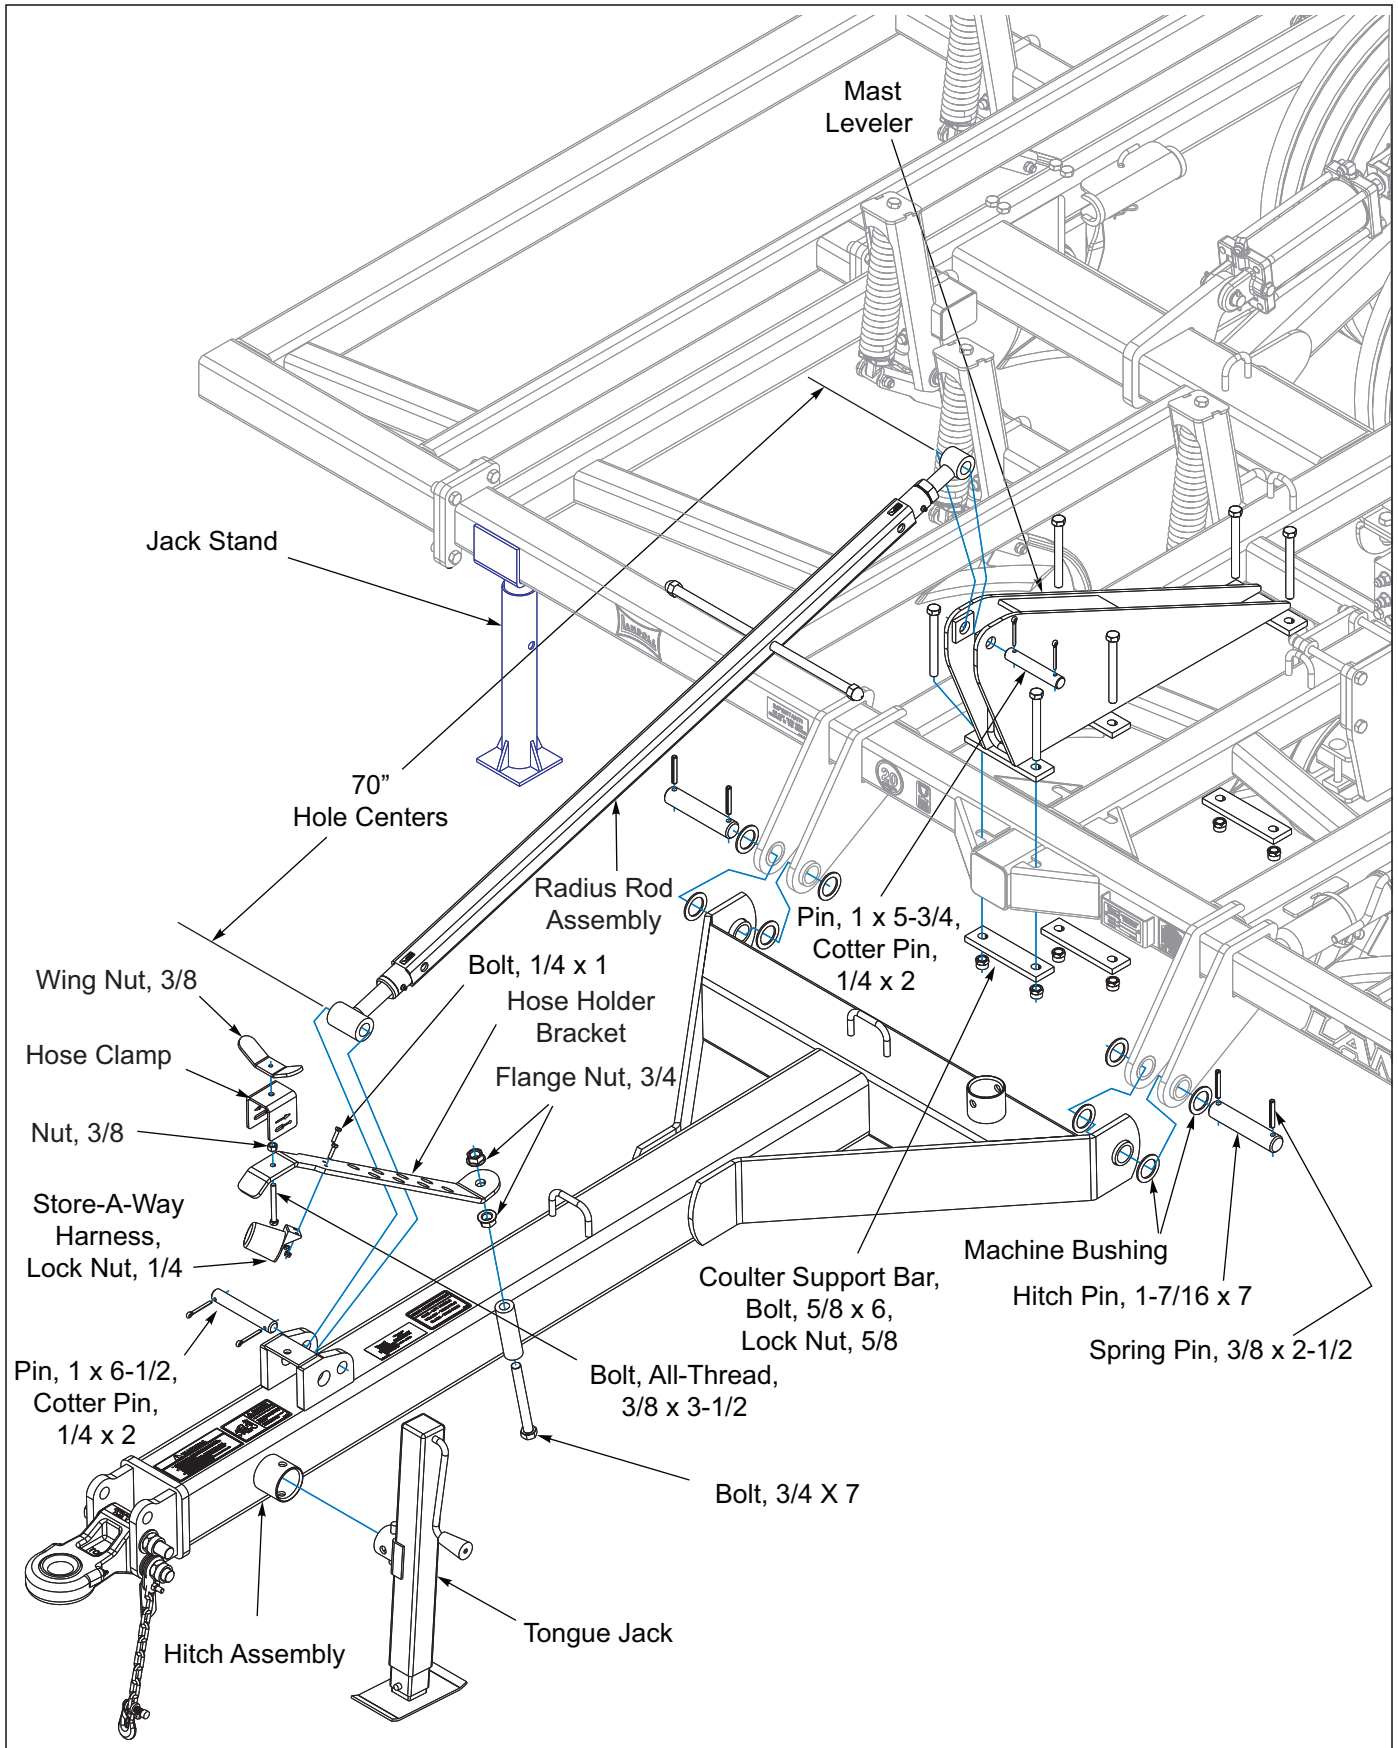 Mast
Leveler
Jack Stand
70”
Hole Centers
Radius Rod
Assembly
Pin, 1 x 5-3/4,
Cotter Pin,
1/4 x 2
Wing Nut, 3/8
Bolt, 1/4 x 1
Hose Holder
Bracket
Hose Clamp
Flange Nut, 3/4
Nut, 3/8
Store-A-Way
Harness,
Lock Nut, 1/4
Machine Bushing
Coulter Support Bar,
Bolt, 5/8 x 6,
Lock Nut, 5/8
Hitch Pin, 1-7/16 x 7
Spring Pin, 3/8 x 2-1/2
Pin, 1 x 6-1/2,
Cotter Pin,
1/4 x 2
Bolt, All-Thread,
3/8 x 3-1/2
Bolt, 3/4 X 7
Hitch Assembly
Tongue Jack
LANDOLL
20